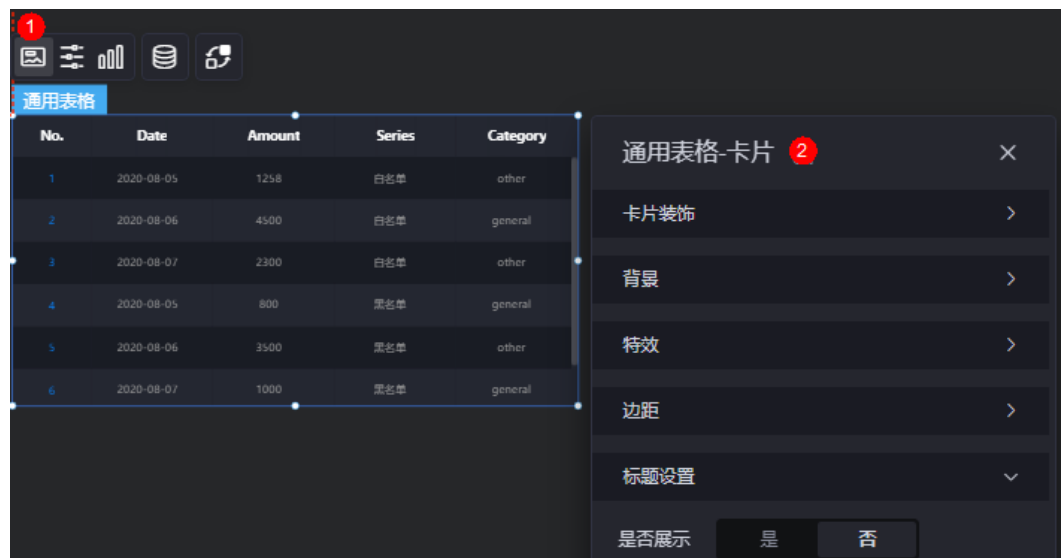 1
通用表格
No. Date Amount Series Category
1 2020-08-05 1258 白名单 other
2 2020-08-06 4500 白名单 general
3 2020-08-07 2300 白名单 other
4 2020-08-05 800 黑名单 general
5 2020-08-06 3500 黑名单 other
6 2020-08-07 1000 黑名单 general
通用表格-卡片 2
卡片装饰
背景
特效
边距
标题设置
是否展示 是 否